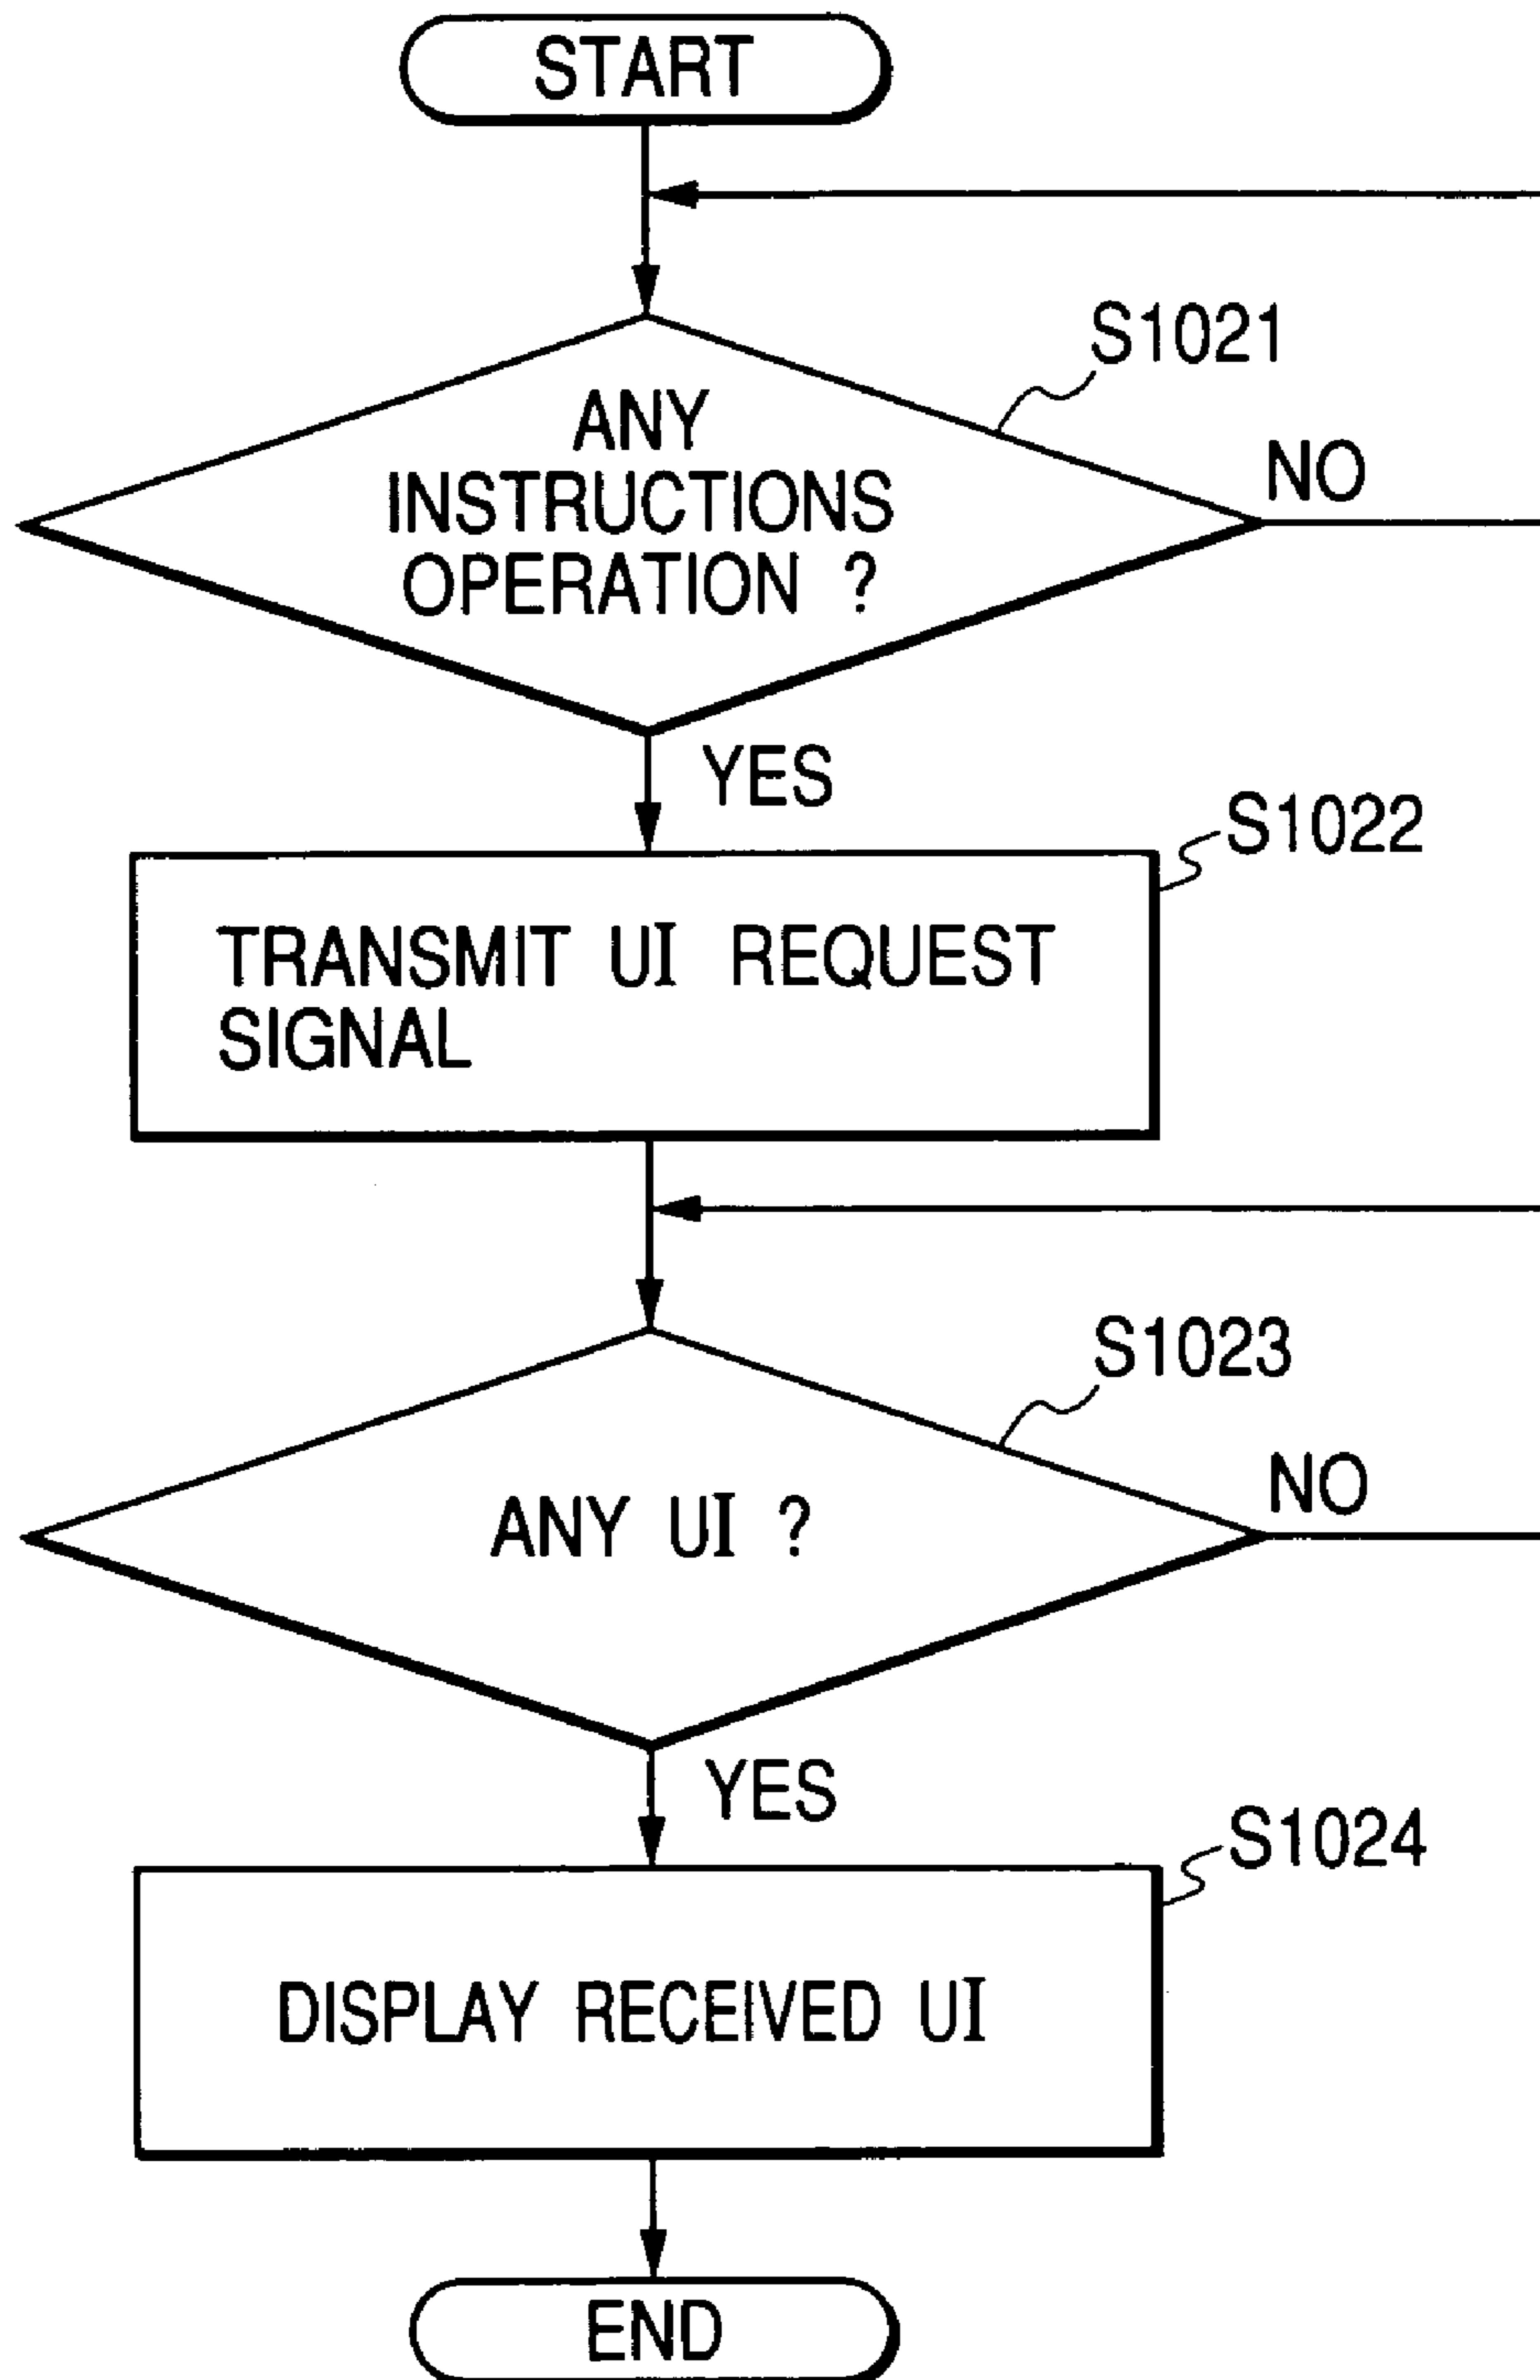 START
S1021
ANY
INSTRUCTIONS
OPERATION ?
NO
YES
S1022
TRANSMIT UI REQUEST
SIGNAL
S1023
ANY UI ?
NO
YES
S1024
DISPLAY RECEIVED UI
END